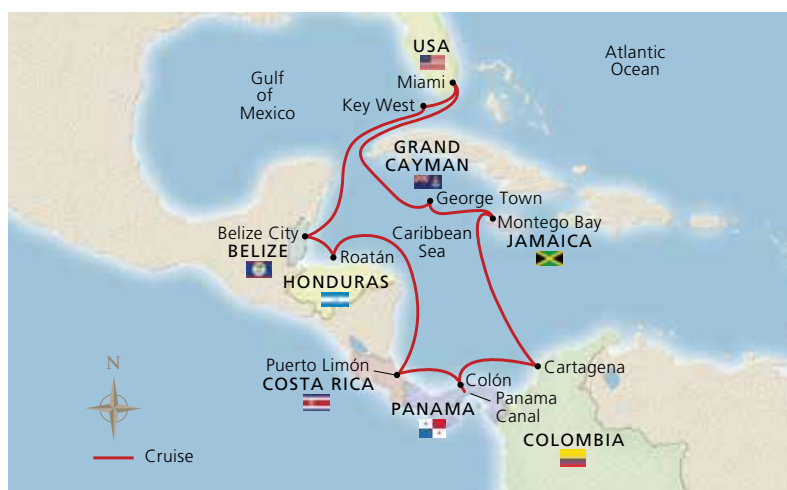 USA
Atlantic
Ocean
Miami
Gulf
of
Mexico
Key West
GRAND
CAYMAN
George Town
Belize City
BELIZE
Caribbean
Sea
Montego Bay
JAMAICA
Roatán
HONDURAS
Puerto Limón
COSTA RICA
Cartagena
Colón
Panama
Canal
PANAMA
COLOMBIA
N
Cruise